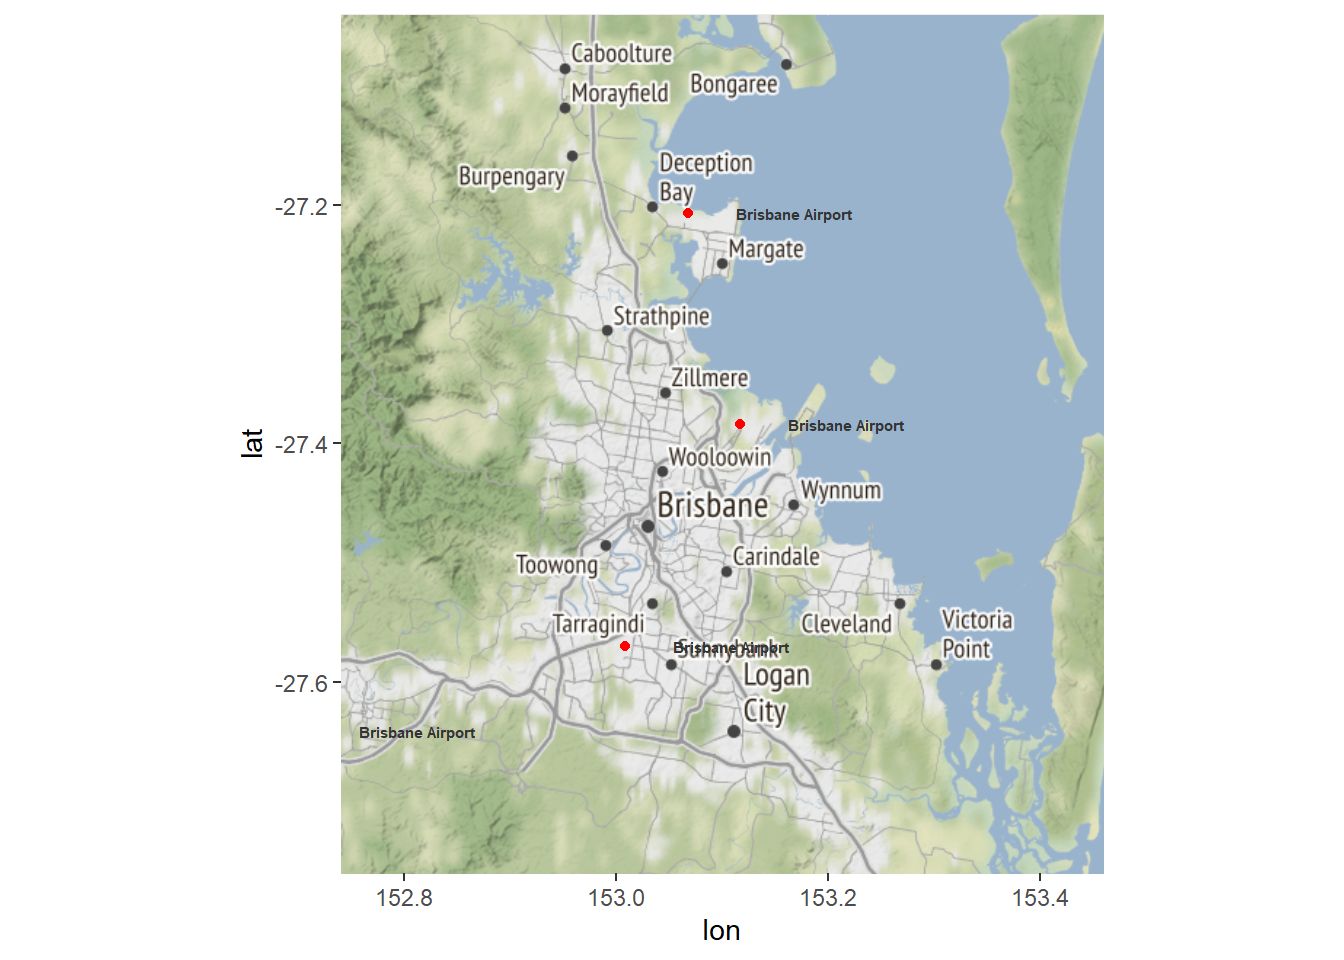 Caboolture
Bongaree
Morayfield
Burpengary
Deception
Bay
Brisbane Airport
-27.2
Margate
Strathpine
Zillmere
Brisbane Airport
-27.4
lat
Wooloowin
Wynnum
Brisbane
Toowong
Carindale
Tarragindi
Cleveland
Victoria
Point
Sunnybank
Brisbane Airport
Logan
City
-27.6
Brisbane Airport
152.8
153.0
153.2
153.4
lon